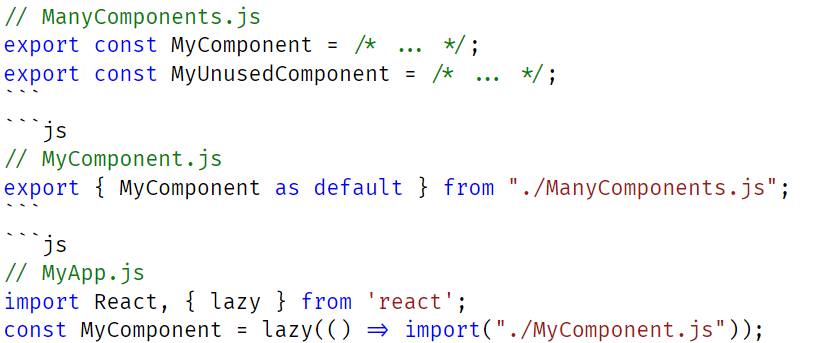 // ManyComponents.js
export const MyComponent = /* ... */;
export const MyUnusedComponent = /* ... */;
```
```js
// MyComponent.js
export { MyComponent as default } from "./ManyComponents.js";
```
```js
// MyApp.js
import React, { lazy } from 'react';
const MyComponent = lazy(() => import("./MyComponent.js"));